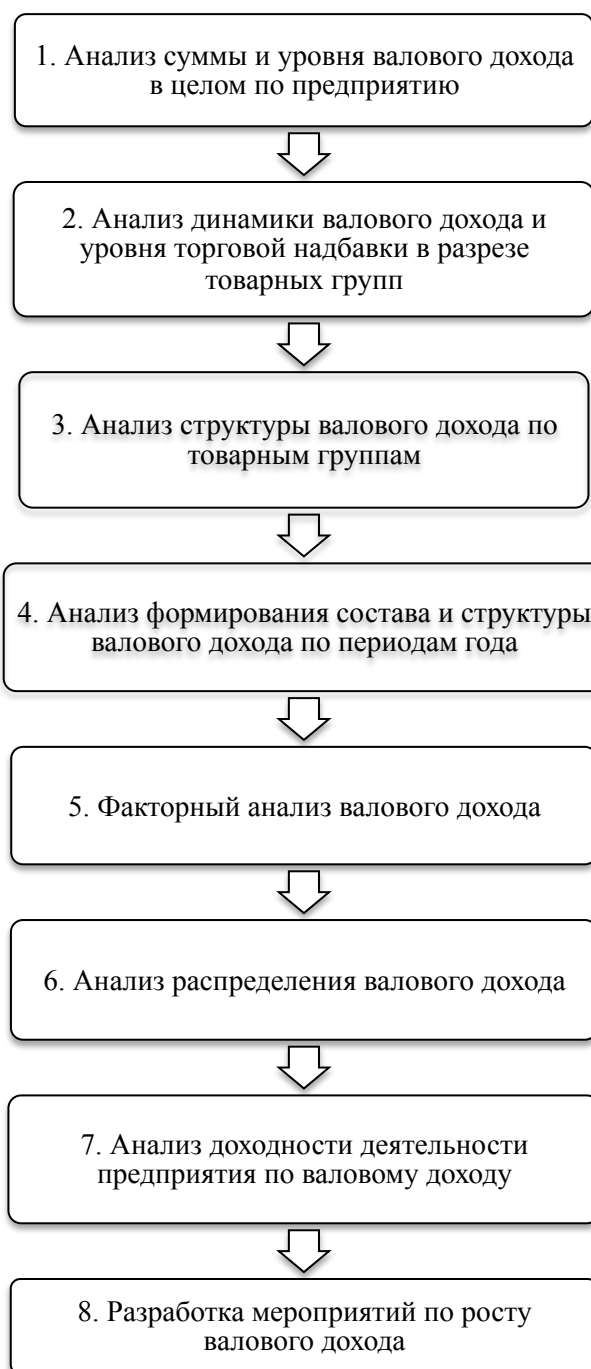 1. Анализ суммы и уровня валового дохода
в целом по предприятию
2. Анализ динамики валового дохода и
уровня торговой надбавки в разрезе
товарных групп
3. Анализ структуры валового дохода по
товарным группам
4. Анализ формирования состава и структуры
валового дохода по периодам года
5. Факторный анализ валового дохода
6. Анализ распределения валового дохода
7. Анализ доходности деятельности
предприятия по валовому доходу
8. Разработка мероприятий по росту
валового дохода